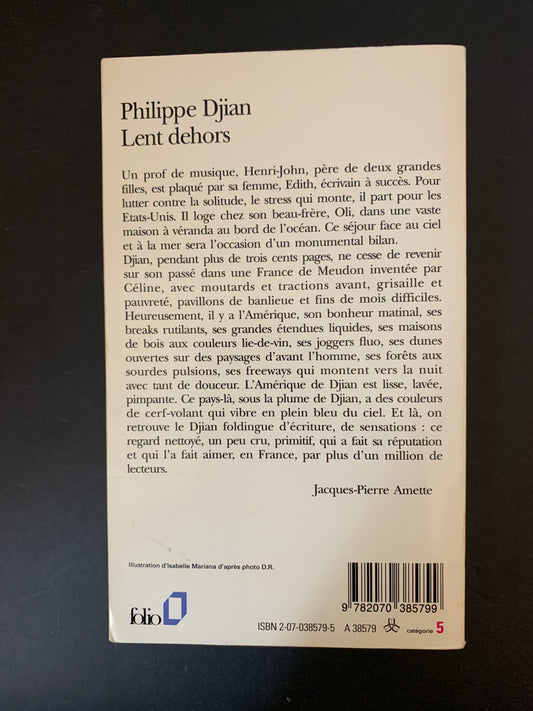 Philippe Djian
Lent dehors
Un prof de musique, Henri-John, père de deux grandes
filles, est plaqué par sa femme, Edith, écrivain à succès. Pour
lutter contre la solitude, le stress qui monte, il part pour les
Etats-Unis. Il loge chez son beau-frère, Oli, dans une vaste
maison à véranda au bord de l'océan. Ce séjour face au ciel
et à la mer sera l'occasion d'un monumental bilan.
Djian, pendant plus de trois cents pages, ne cesse de revenir
sur son passé dans une France de Meudon inventée par
Céline, avec moutards et tractions avant, grisaille et
pauvreté, pavillons de banlieue et fins de mois difficiles.
Heureusement, il y a l'Amérique, son bonheur matinal, ses
breaks rutilants, ses grandes étendues liquides, ses maisons
de bois aux couleurs lie-de-vin, ses joggers fluo, ses dunes
ouvertes sur des paysages d'avant l'homme, ses forêts aux
sourdes pulsions, ses freeways qui montent vers la nuit
avec tant de douceur. L'Amérique de Djian est lisse, lavée,
pimpante. Ce pays-là, sous la plume de Djian, a des couleurs
de cerf-volant qui vibre en plein bleu du ciel. Et là, on
retrouve le Djian foldingue d'écriture, de sensations : ce
regard nettoyé, un peu cru, primitif, qui a fait sa réputation
et qui l'a fait aimer, en France, par plus d'un million de
lecteurs.
Jacques-Pierre Amette
Illustration d'Isabelle Mariana d'après photo D.R.
9 782070 385799
folio
ISBN 2-07-038579-5 A 38579 catégorie 5